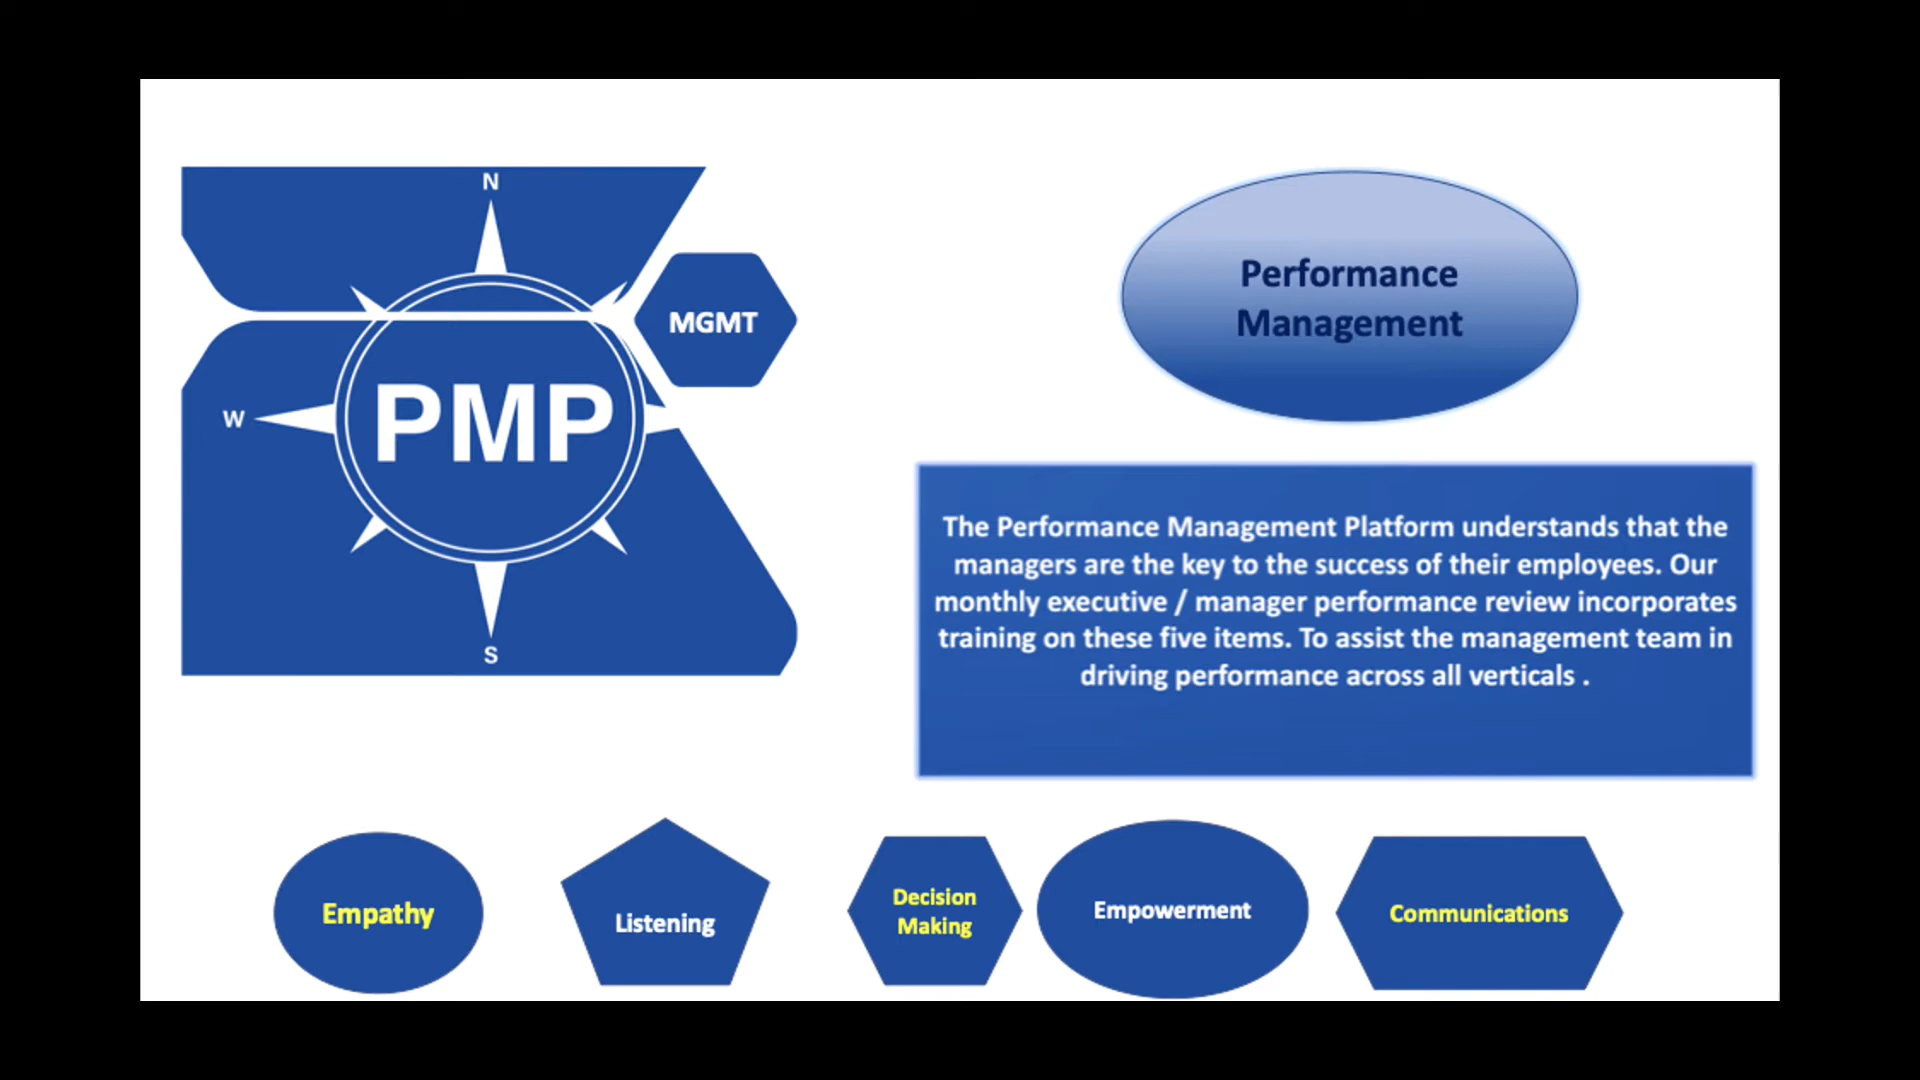 N
MGMT
W
PMP
S
Performance
Management
The Performance Management Platform understands that the
managers are the key to the success of their employees. Our
monthly executive / manager performance review incorporates
training on these five items. To assist the management team in
driving performance across all verticals .
Empathy
Listening
Decision
Making
Empowerment
Communications